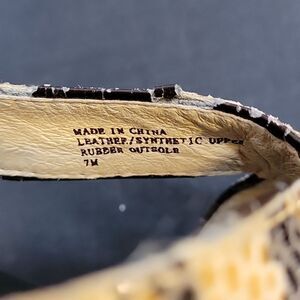 MADE IN CHINA
LEATHER/SYNTHETIC UPPER
RUBBER OUTSOLE
7M